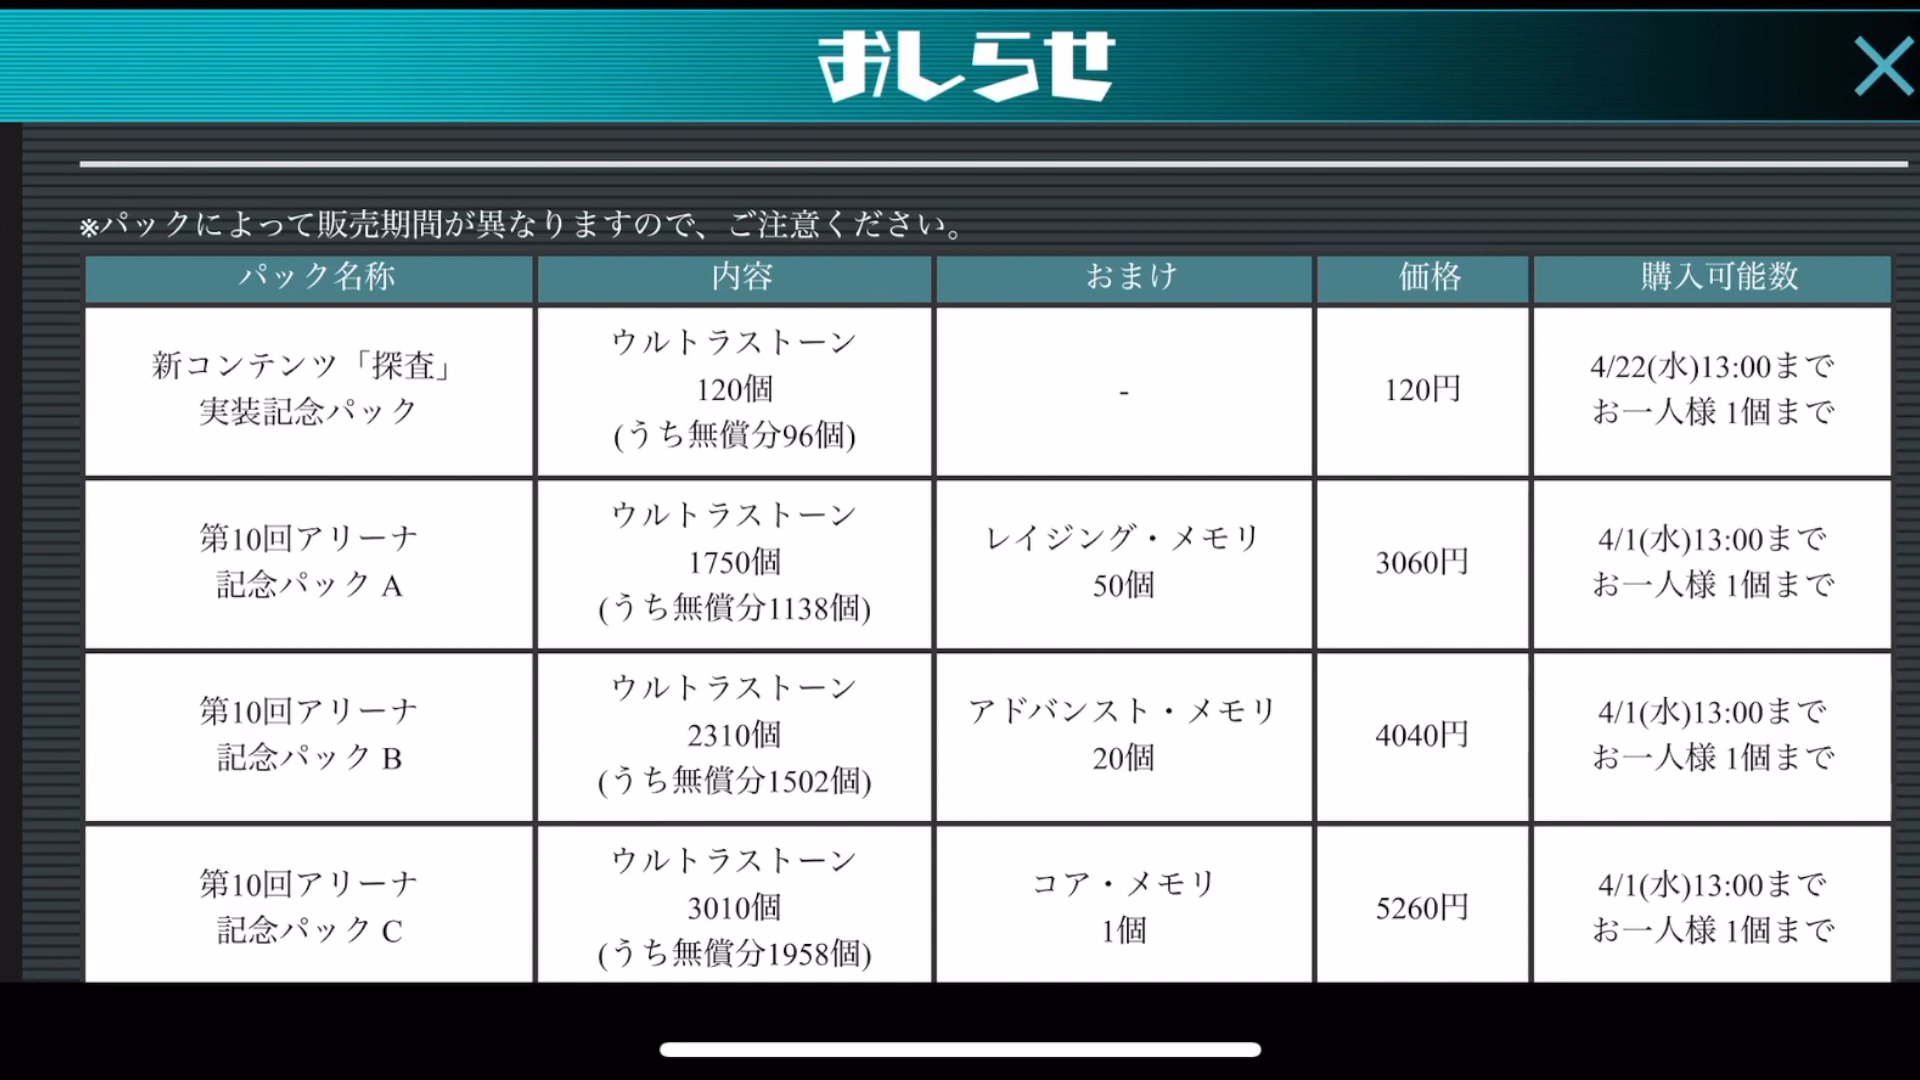 おしらせ
※パックによって販売期間が異なりますので、ご注意ください。
パック名称
内容
おまけ
価格
購入可能数
新コンテンツ「探査」
実装記念パック
ウルトラストーン
120個
(うち無償分96個)
-
120円
4/22(水)13:00まで
お一人様 1個まで
第10回アリーナ
記念パック A
ウルトラストーン
1750個
(うち無償分1138個)
レイジング・メモリ
50個
3060円
4/1(水)13:00まで
お一人様 1個まで
第10回アリーナ
記念パック B
ウルトラストーン
2310個
(うち無償分1502個)
アドバンスト・メモリ
20個
4040円
4/1(水)13:00まで
お一人様 1個まで
第10回アリーナ
記念パック C
ウルトラストーン
3010個
(うち無償分1958個)
コア・メモリ
1個
5260円
4/1(水)13:00まで
お一人様 1個まで